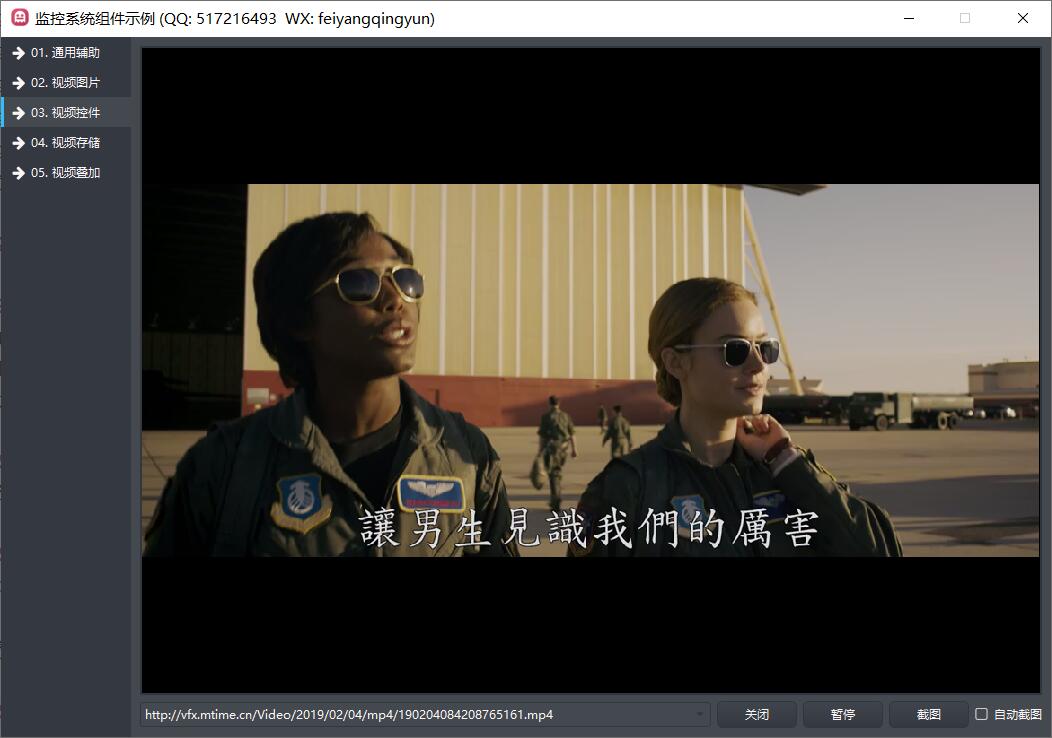 监控系统组件示例 (QQ: 517216493  WX: feiyangqingyun)
01. 通用辅助
02. 视频图片
03. 视频控件
04. 视频存储
05. 视频叠加
讓男生見識我們的厲害
http://vfx.mtime.cn/Video/2019/02/04/mp4/190204084208765161.mp4
关闭
暂停
截图
自动截图